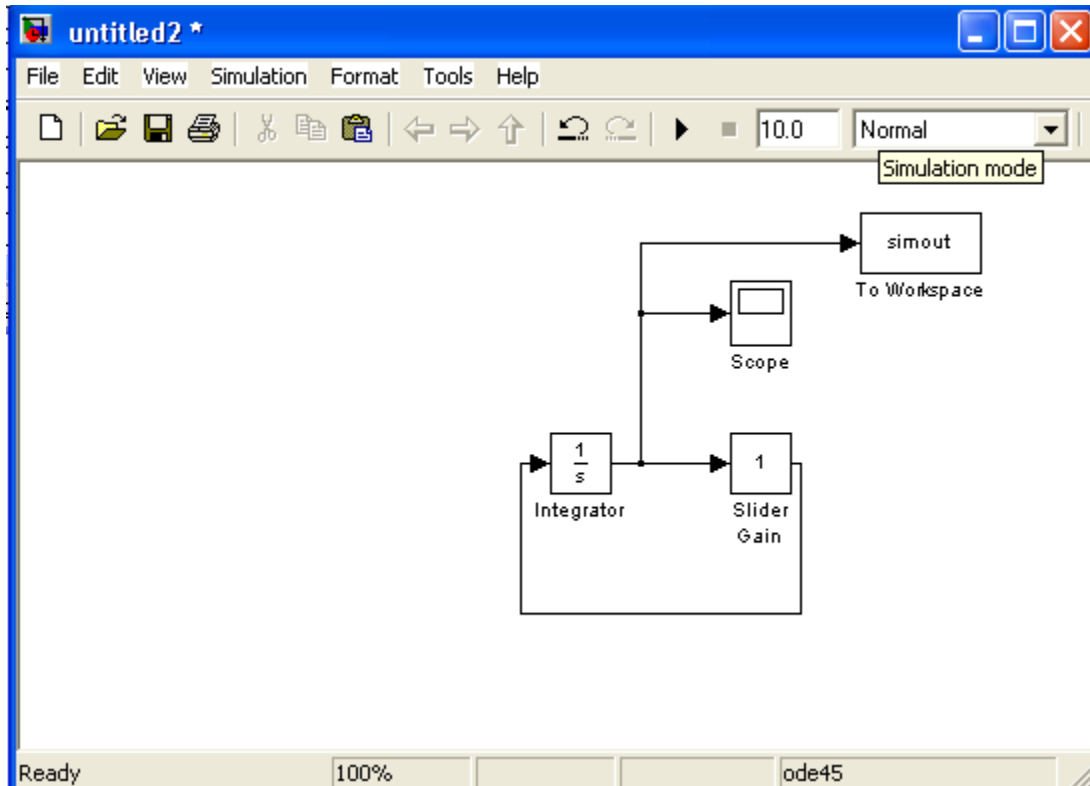 untitled2 *
File Edit View Simulation Format Tools Help
10.0 Normal
Simulation mode
simout
To Workspace
Scope
1
s
Integrator
1
Slider
Gain
Ready 100% ode45